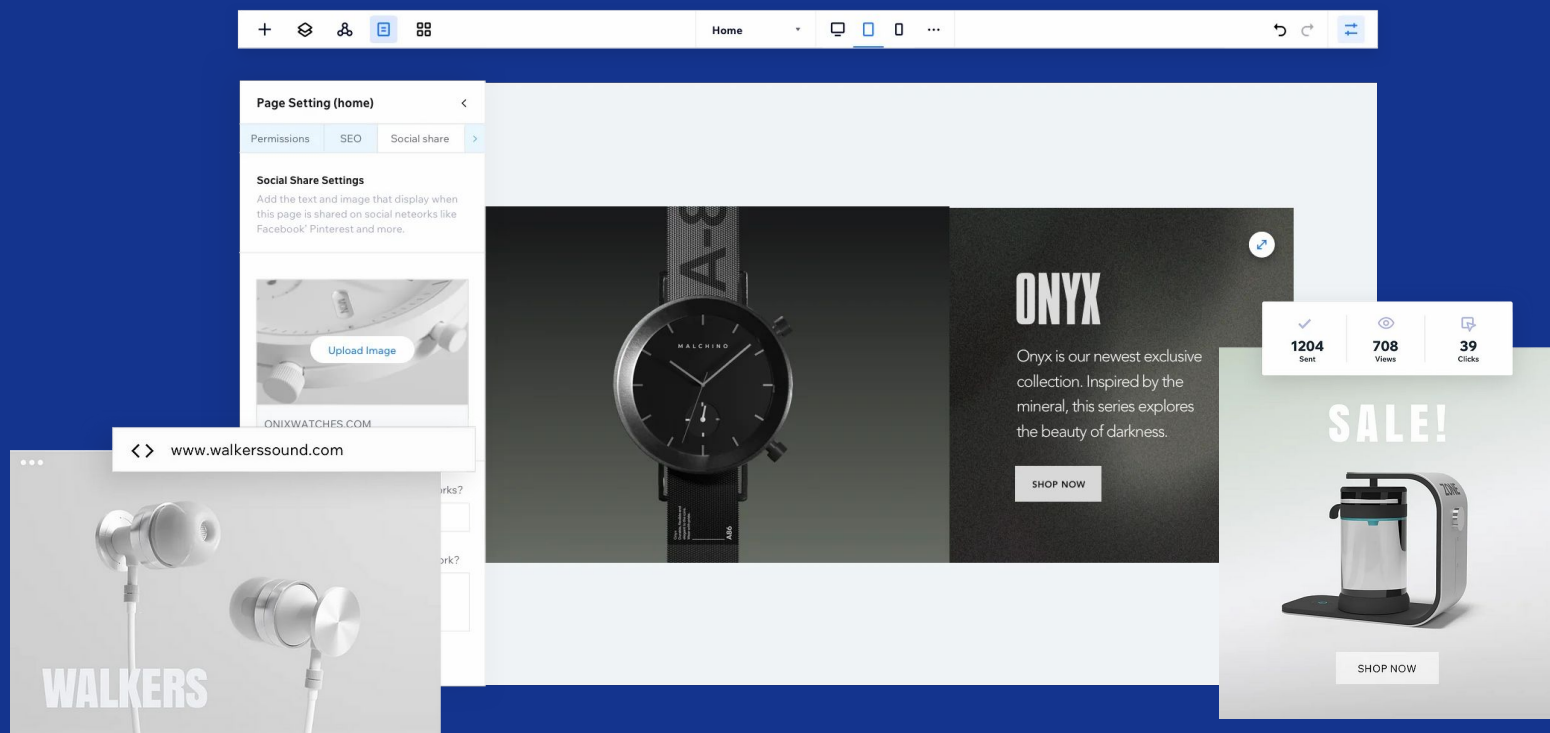 Home
Page Setting (home)
Permissions
SEO
Social share
Social Share Settings
Add the text and image that display when
this page is shared on social neteorks like
Facebook' Pinterest and more.
Upload Image
ONIXWATCHES.COM
www.walkerssound.com
orks?
ork?
WALKERS
A-8
MALCHINO
A86
ONYX
Onyx is our newest exclusive
collection. Inspired by the
mineral, this series explores
the beauty of darkness.
SHOP NOW
1204
Sent
708
Views
39
Clicks
SALE!
ZONE
SHOP NOW